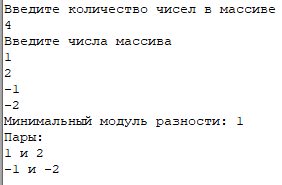 Введите количество чисел в массиве
4
Введите числа массива
1
2
-1
-2
Минимальный модуль разности: 1
Пары:
1 и 2
-1 и -2